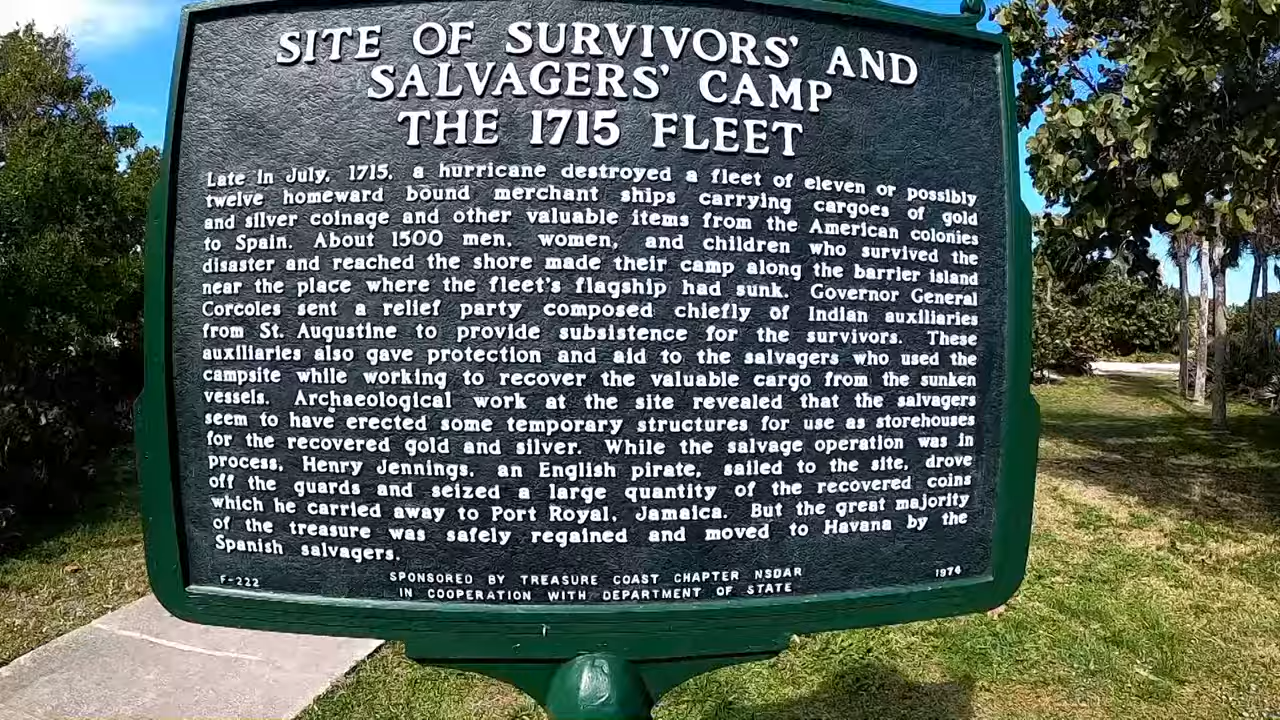 SITE OF SURVIVORS' AND
SALVAGERS' CAMP
THE 1715 FLEET
Late in July, 1715, a hurricane destroyed a fleet of eleven or possibly
twelve homeward bound merchant ships carrying cargoes of gold
and silver coinage and other valuable items from the American colonies
to Spain. About 1500 men, women, and children who survived the
disaster and reached the shore made their camp along the barrier island
near the place where the fleet's flagship had sunk. Governor General
Corcoles sent a relief party composed chiefly of Indian auxiliaries
from St. Augustine to provide subsistence for the survivors. These
auxiliaries also gave protection and aid to the salvagers who used the
campsite while working to recover the valuable cargo from the sunken
vessels. Archaeological work at the site revealed that the salvagers
seem to have erected some temporary structures for use as storehouses
for the recovered gold and silver. While the salvage operation was in
process, Henry Jennings, an English pirate, sailed to the site, drove
off the guards and seized a large quantity of the recovered coins
which he carried away to Port Royal, Jamaica. But the great majority
of the treasure was safely regained and moved to Havana by the
Spanish salvagers.
F-222 SPONSORED BY TREASURE COAST CHAPTER NSDAR 1974
IN COOPERATION WITH DEPARTMENT OF STATE